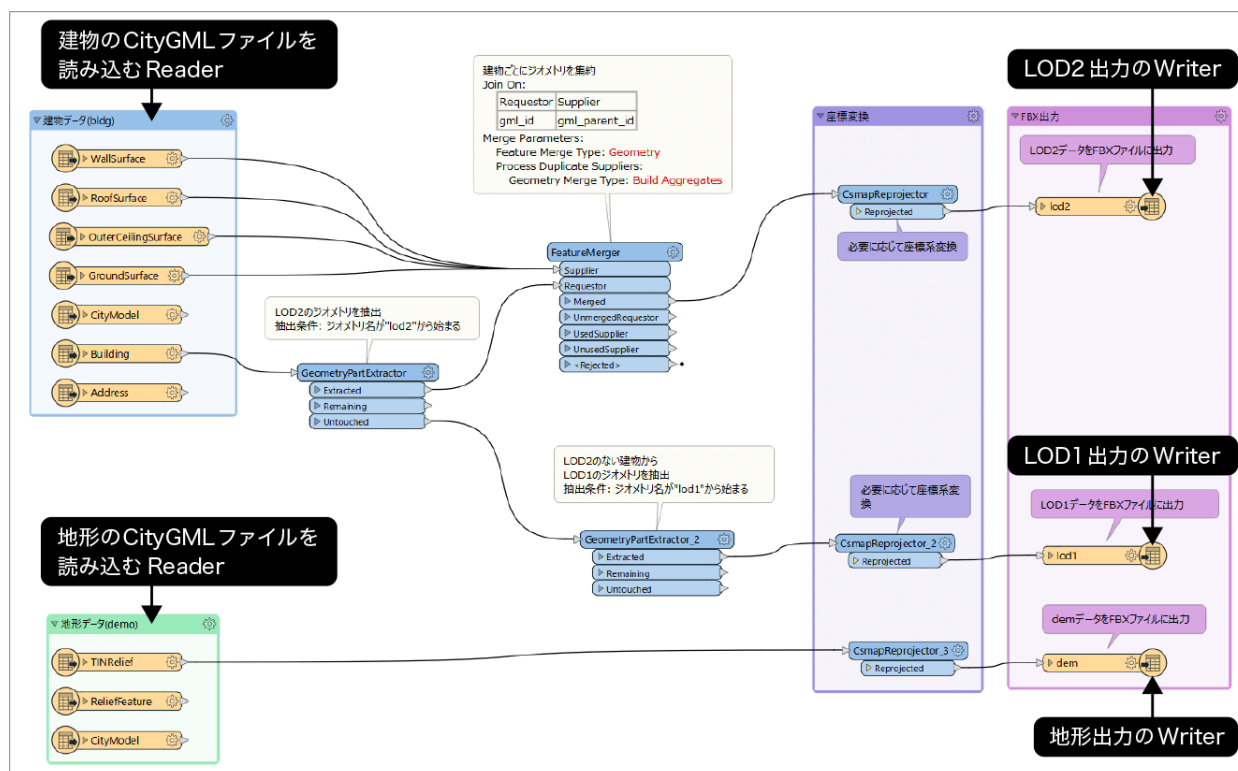 建物のCityGMLファイルを
読み込むReader
建物データ(bldg)
WallSurface
RoofSurface
OuterCeilingSurface
GroundSurface
CityModel
Building
Address
建物ごとにジオメトリを集約
Join On:
Requestor Supplier
gml_id gml_parent_id
Merge Parameters:
Feature Merge Type: Geometry
Process Duplicate Suppliers:
Geometry Merge Type: Build Aggregates
FeatureMerger
Supplier
Requestor
Merged
UnmergedRequestor
UsedSupplier
UnusedSupplier
<Rejected>
LOD2のジオメトリを抽出
抽出条件: ジオメトリ名が"lod2"から始まる
GeometryPartExtractor
Extracted
Remaining
Untouched
LOD2のない建物から
LOD1のジオメトリを抽出
抽出条件: ジオメトリ名が"lod1"から始まる
GeometryPartExtractor_2
Extracted
Remaining
Untouched
座標変換
CsmapReprojector
Reprojected
必要に応じて座標系変換
必要に応じて座標系変
換
CsmapReprojector_2
Reprojected
CsmapReprojector_3
Reprojected
LOD2出力のWriter
FBX出力
LOD2データをFBXファイルに出力
lod2
LOD1出力のWriter
LOD1データをFBXファイルに出力
lod1
demデータをFBXファイルに出力
dem
地形出力のWriter
地形のCityGMLファイルを
読み込むReader
地形データ(demo)
TINRelief
ReliefFeature
CityModel